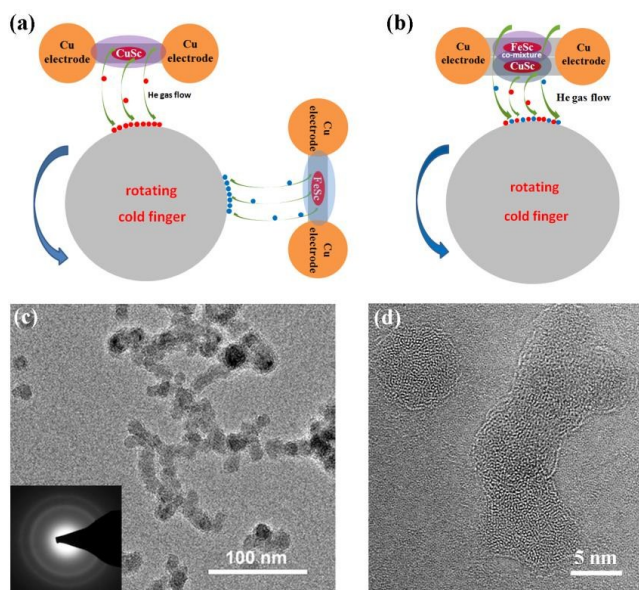 (a)
Cu
electrode
CuSc
Cu
electrode
He gas flow
rotating
cold finger
Cu
electrode
FeSc
Cu
electrode
(b)
Cu
electrode
FeSc
co-mixture
CuSc
Cu
electrode
He gas flow
rotating
cold finger
(c)
100 nm
(d)
5 nm